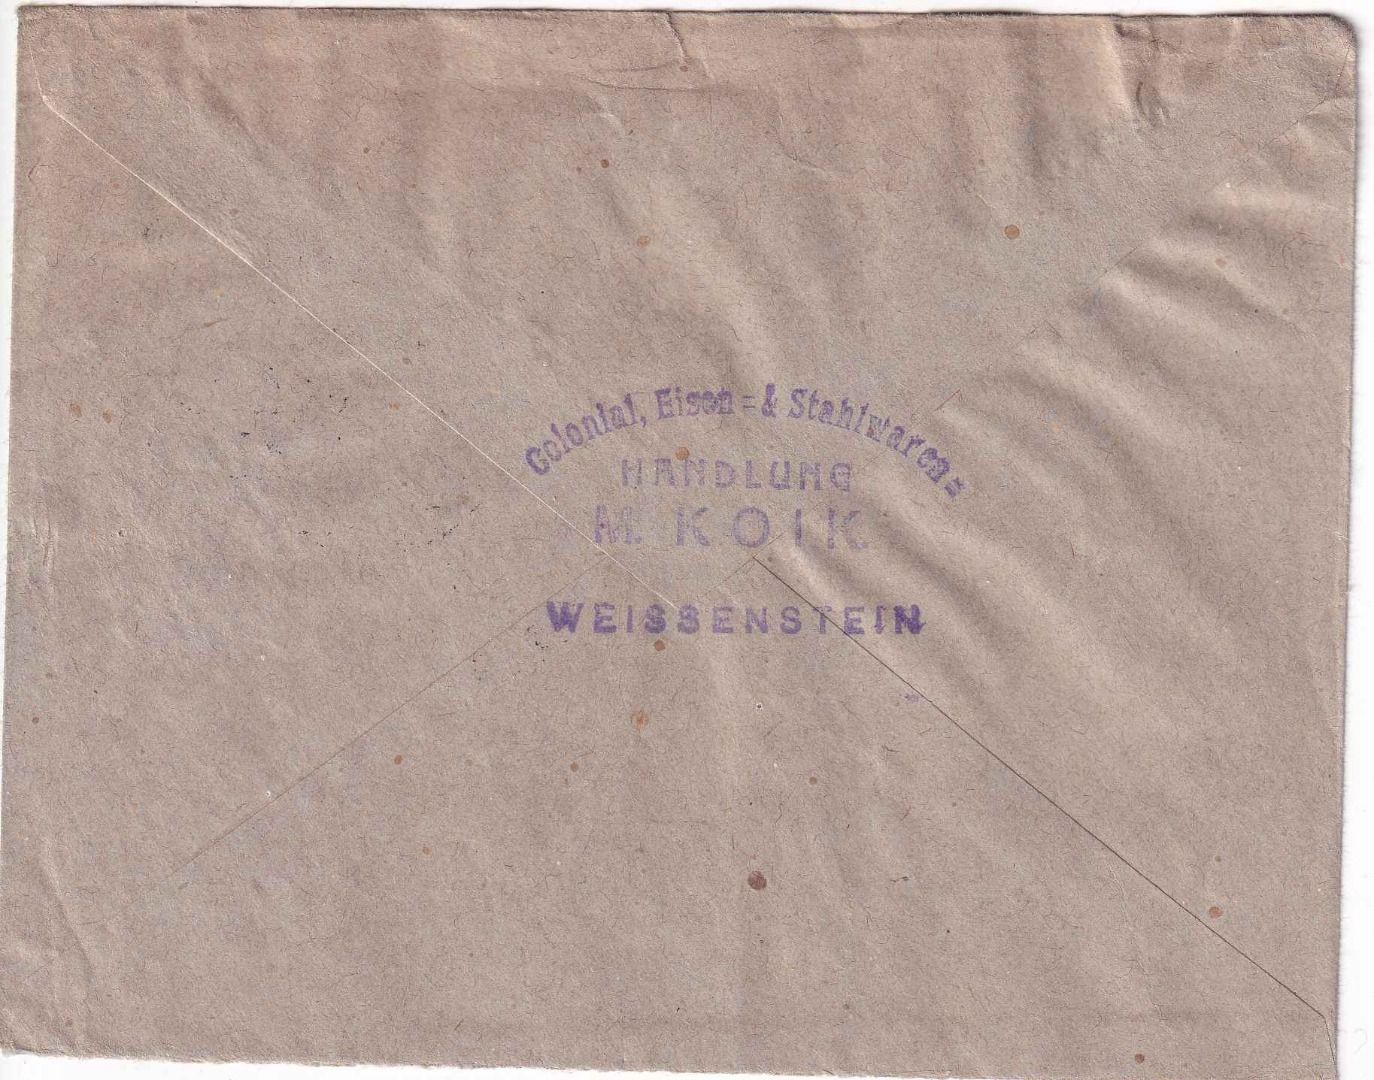 Colonial, Eisen = & Stahlwaren =
HANDLUNG
M. KOIK
WEISSENSTEIN